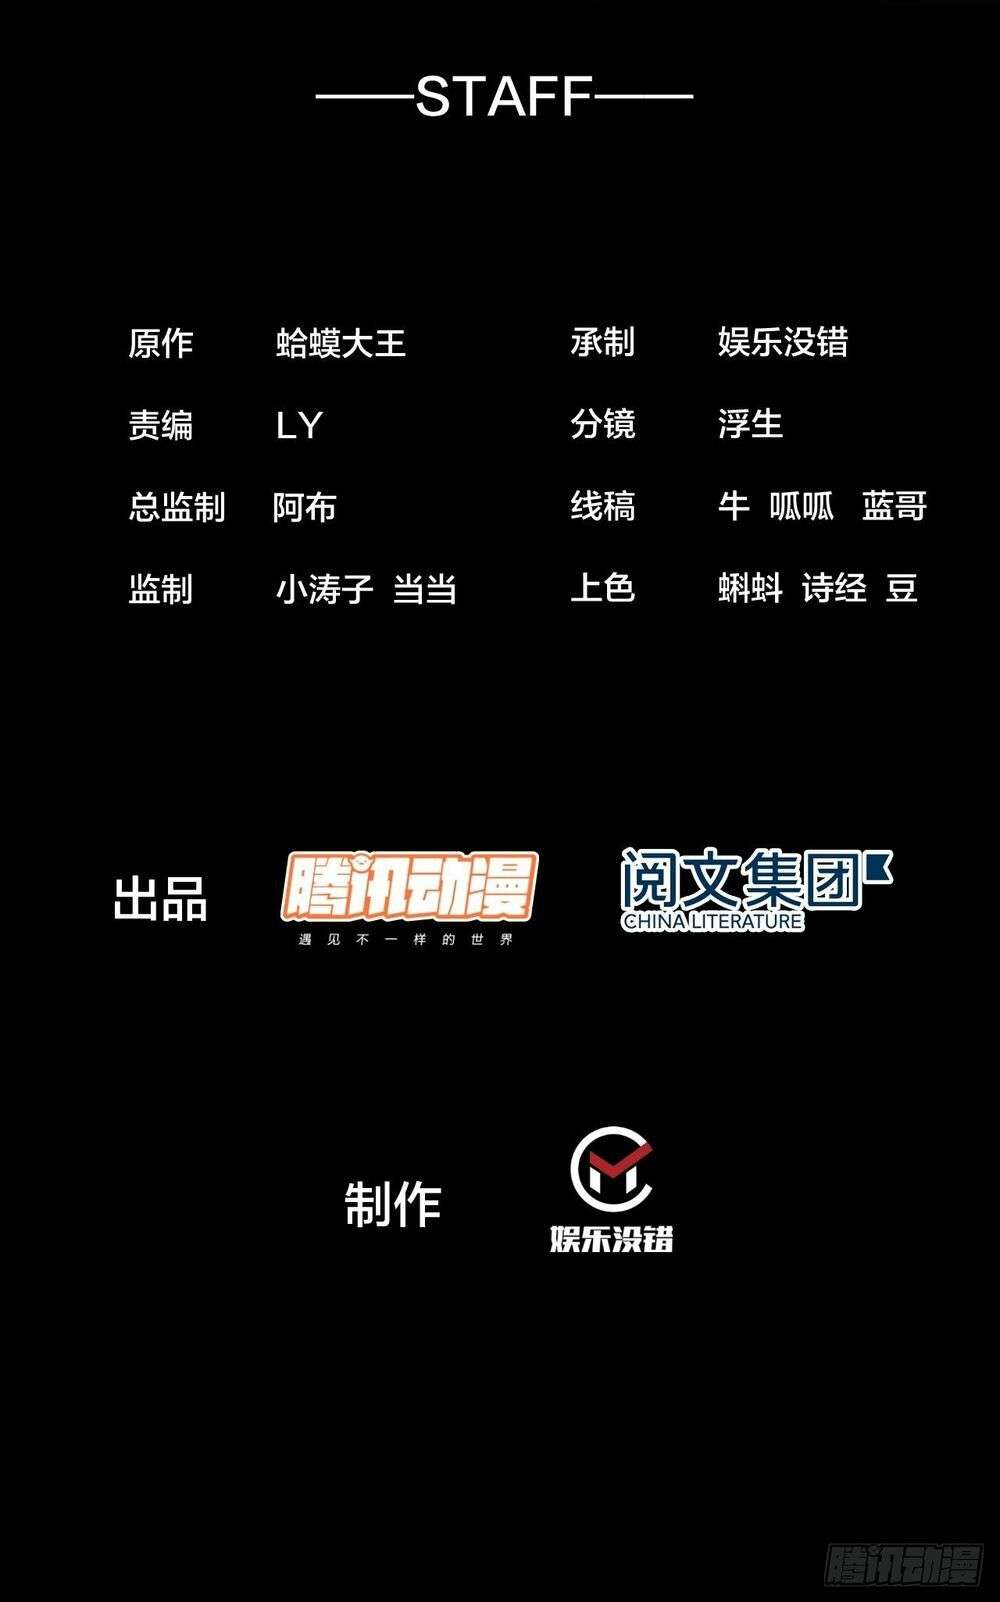 ——STAFF——
原作 蛤蟆大王 承制 娱乐没错
责编 LY 分镜 浮生
总监制 阿布 线稿 牛 呱呱 蓝哥
监制 小涛子 当当 上色 蝌蚪 诗经 豆
出品 腾讯动漫 阅文集团
遇见不一样的世界 CHINA LITERATURE
制作 娱乐没错
腾讯动漫